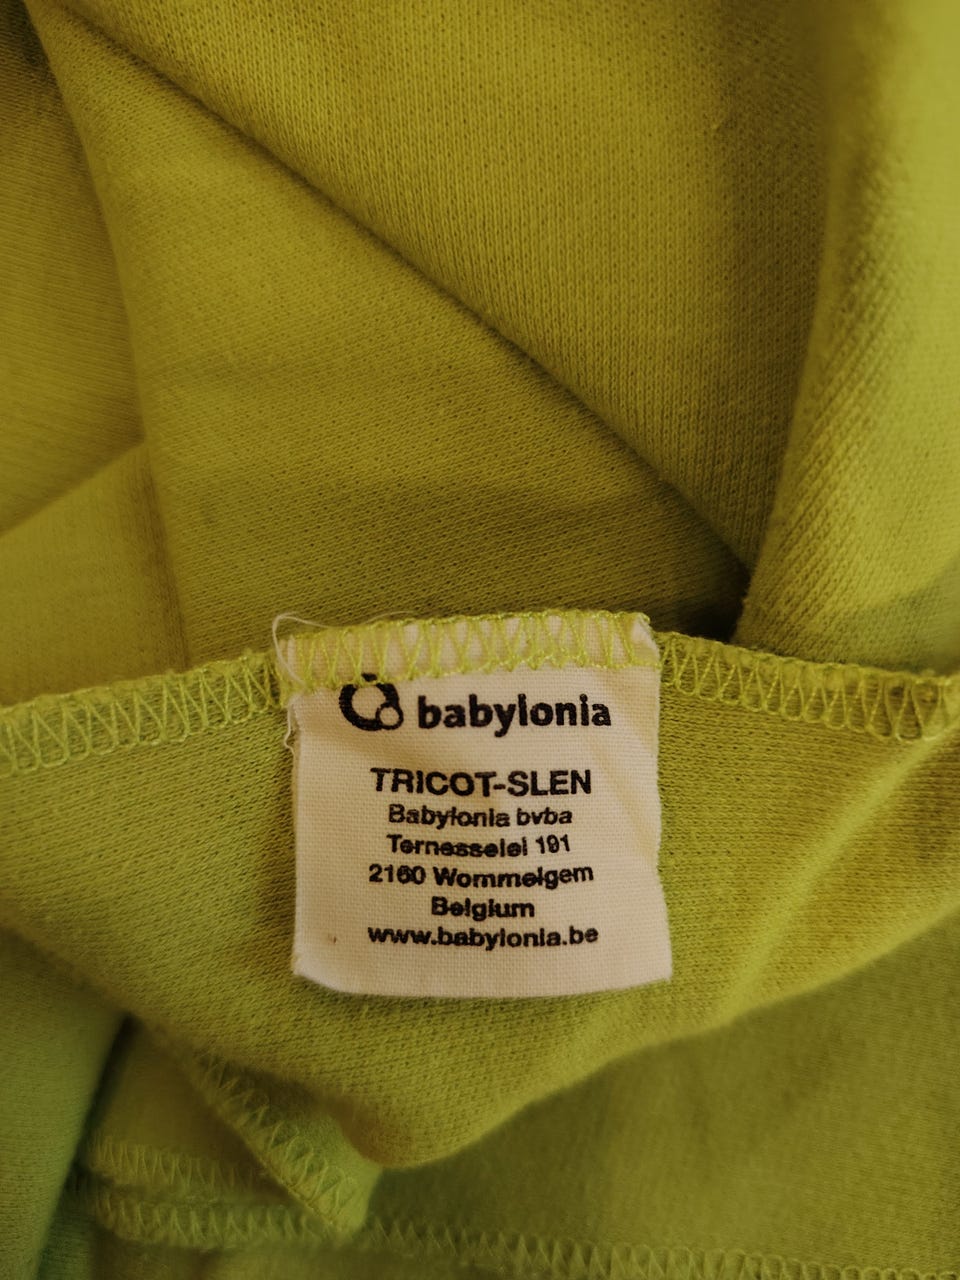 babylonia
TRICOT-SLEN
Babylonia bvba
Ternesselei 191
2160 Wommelgem
Belgium
www.babylonia.be